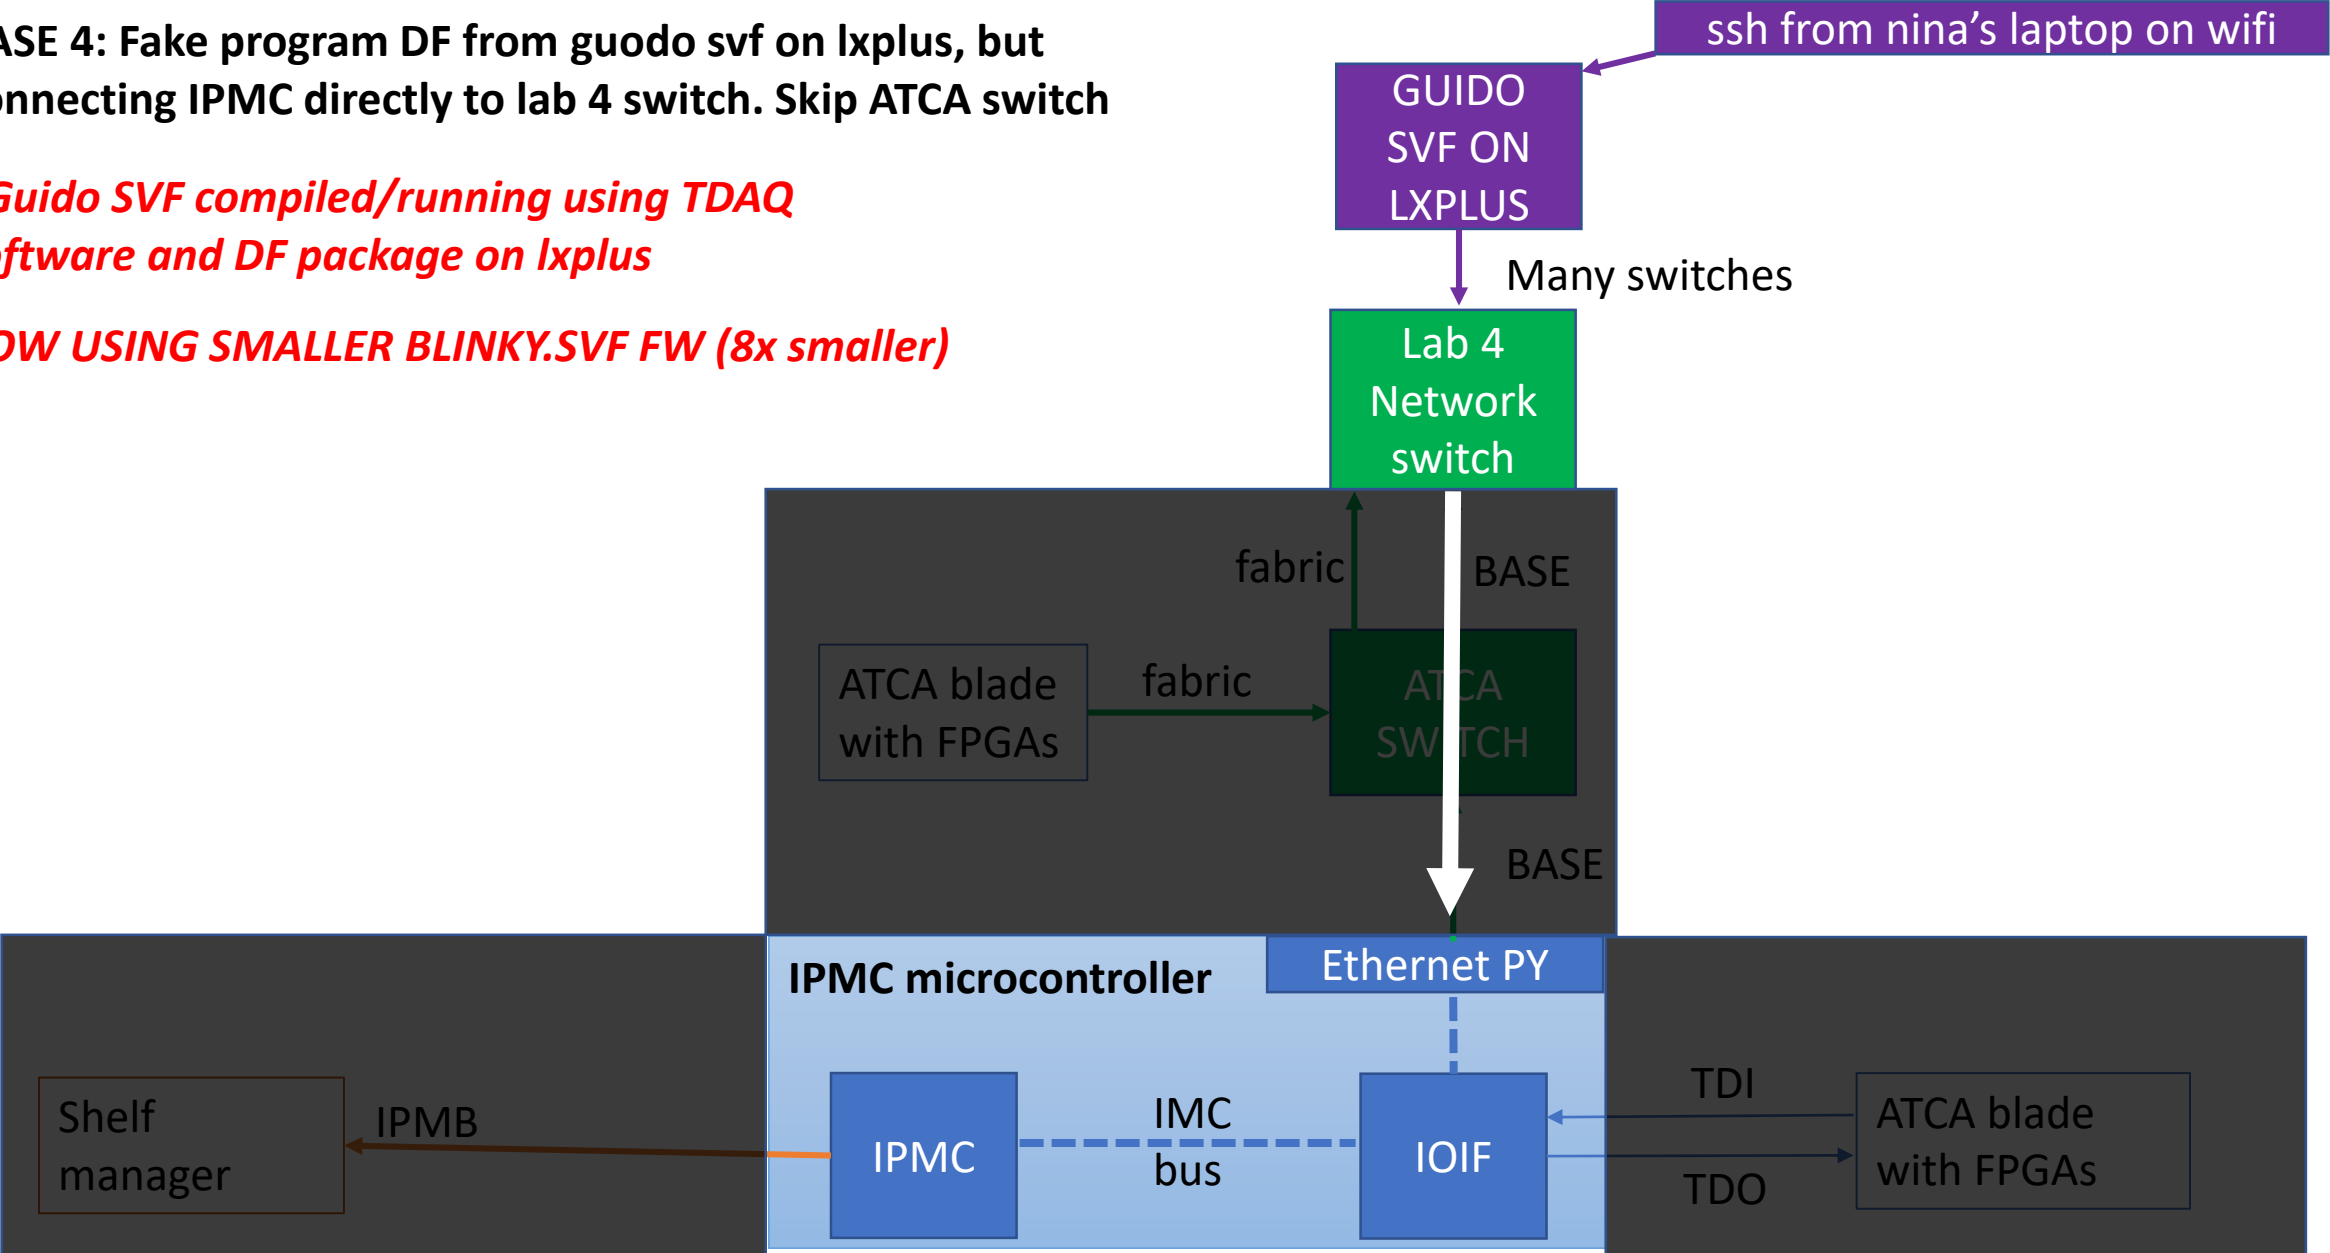 ASE 4: Fake program DF from guodo svf on lxplus, but
onnecting IPMC directly to lab 4 switch. Skip ATCA switch
Guido SVF compiled/running using TDAQ
oftware and DF package on lxplus
OW USING SMALLER BLINKY.SVF FW (8x smaller)
ssh from nina’s laptop on wifi
GUIDO
SVF ON
LXPLUS
Many switches
Lab 4
Network
switch
fabric
BASE
ATCA blade
with FPGAs
fabric
ATCA
SWITCH
BASE
IPMC microcontroller
Ethernet PY
Shelf
manager
IPMB
IPMC
IMC
bus
IOIF
TDI
TDO
ATCA blade
with FPGAs